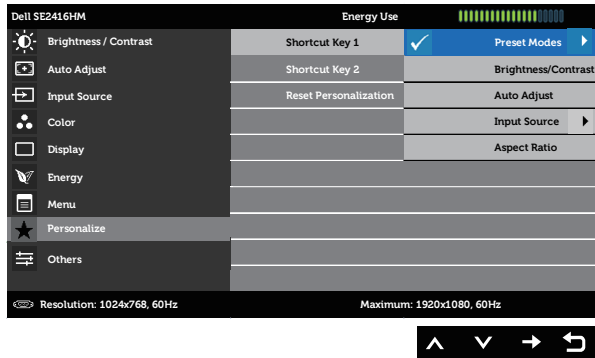 Dell SE2416HM Energy Use
Brightness / Contrast
Auto Adjust
Input Source
Color
Display
Energy
Menu
Personalize
Others
Shortcut Key 1
Shortcut Key 2
Reset Personalization
Preset Modes
Brightness/Contrast
Auto Adjust
Input Source
Aspect Ratio
Resolution: 1024x768, 60Hz Maximum: 1920x1080, 60Hz